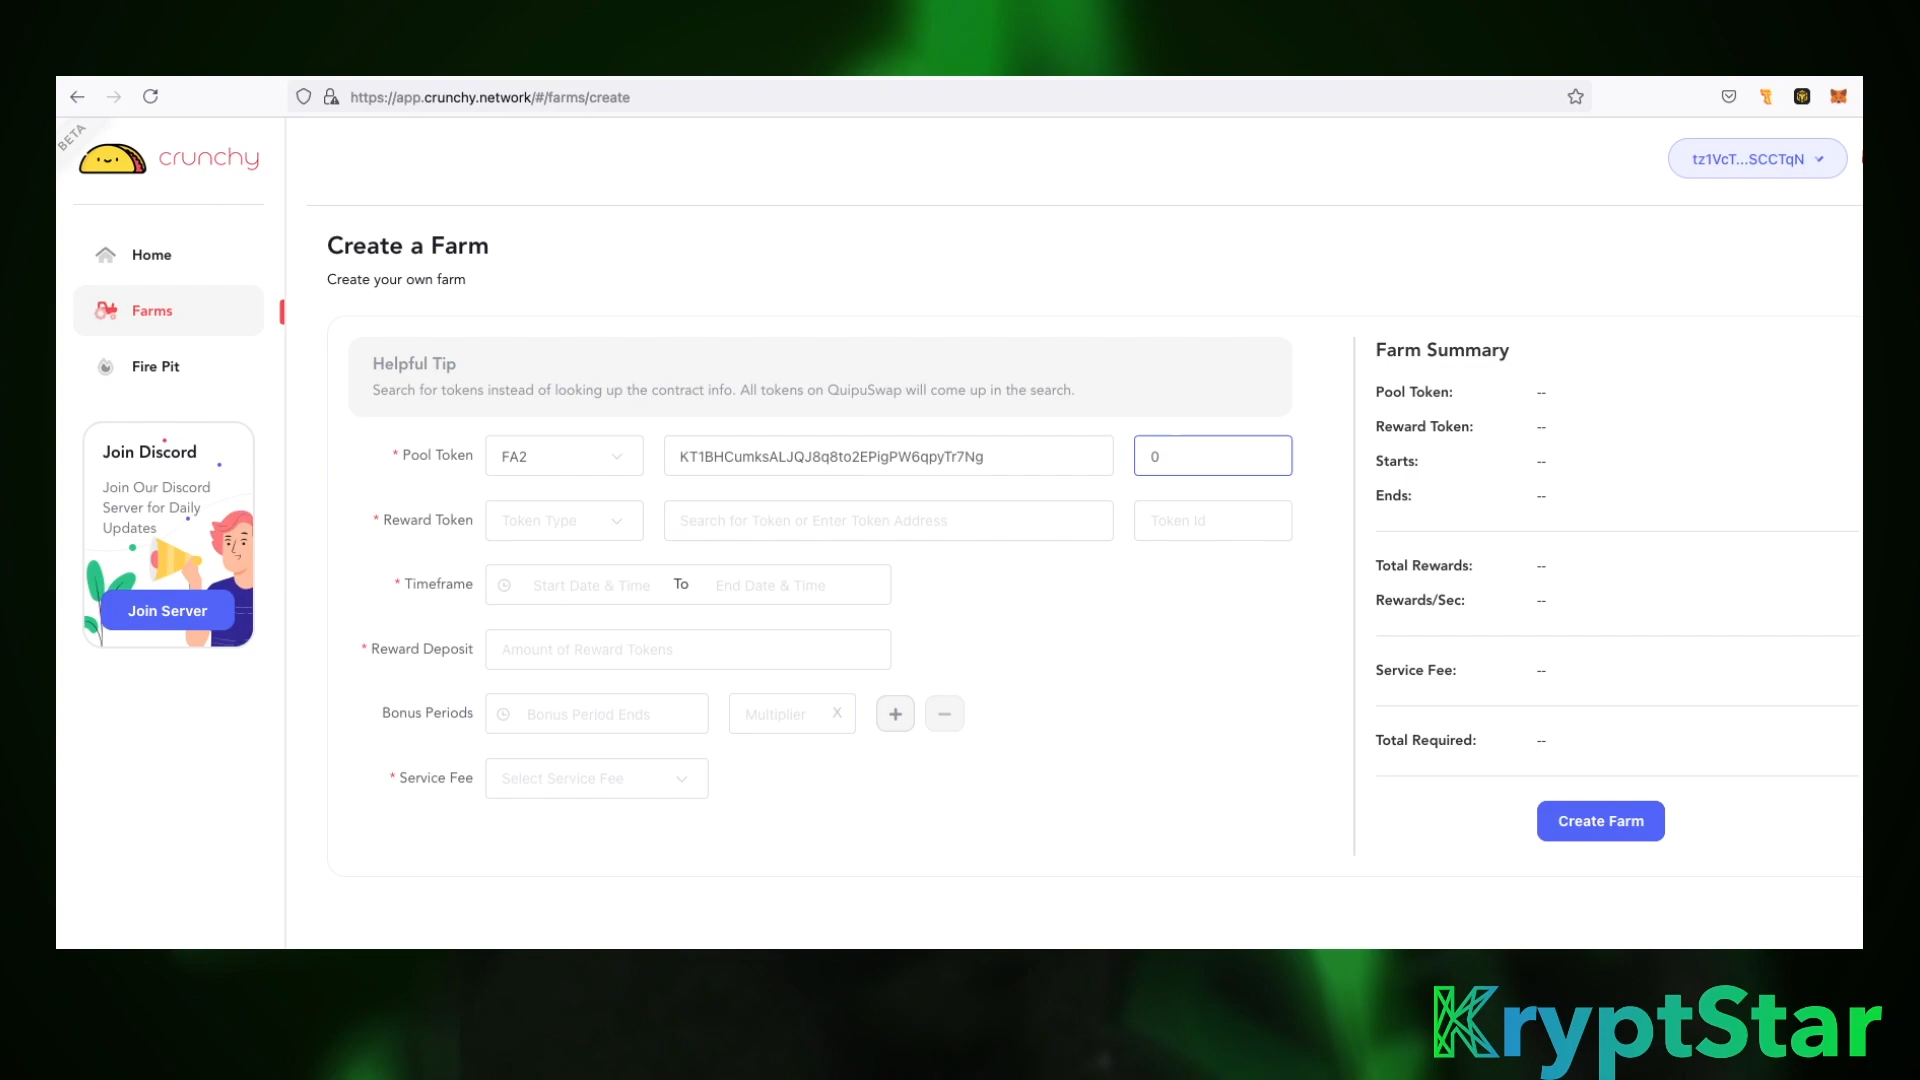 https://app.crunchy.network/#/farms/create
BETA
crunchy
tz1VcT...SCCTqN
Home
Farms
Fire Pit
Join Discord
Join Our Discord
Server for Daily
Updates
Join Server
Create a Farm
Create your own farm
Helpful Tip
Search for tokens instead of looking up the contract info. All tokens on QuipuSwap will come up in the search.
* Pool Token FA2 KT1BHCumksALJQJ8q8to2EPigPW6qpyTr7Ng 0
* Reward Token Token Type Search for Token or Enter Token Address Token Id
* Timeframe Start Date & Time To End Date & Time
* Reward Deposit Amount of Reward Tokens
Bonus Periods Bonus Period Ends Multiplier X + −
* Service Fee Select Service Fee
Farm Summary
Pool Token: --
Reward Token: --
Starts: --
Ends: --
Total Rewards: --
Rewards/Sec: --
Service Fee: --
Total Required: --
Create Farm
KryptStar